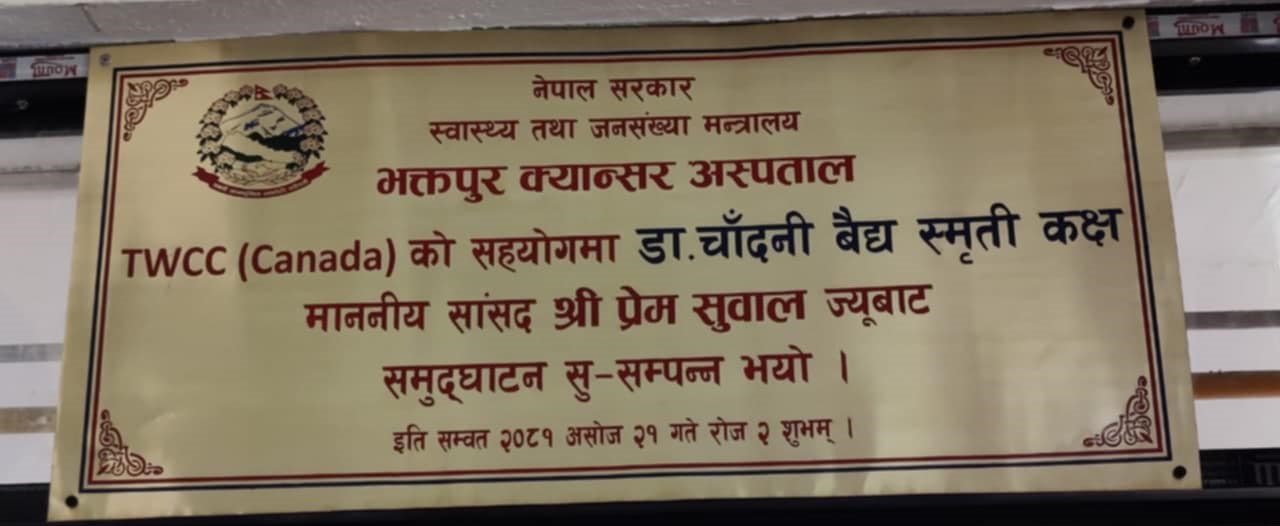 नेपाल सरकार
स्वास्थ्य तथा जनसंख्या मन्त्रालय
भक्तपुर क्यान्सर अस्पताल
TWCC (Canada) को सहयोगमा डा.चाँदनी बैद्य स्मृती कक्ष
माननीय सांसद श्री प्रेम सुवाल ज्यूबाट
समुद्घाटन सु-सम्पन्न भयो ।
इति सम्वत २०८१ असोज २१ गते रोज २ शुभम् ।